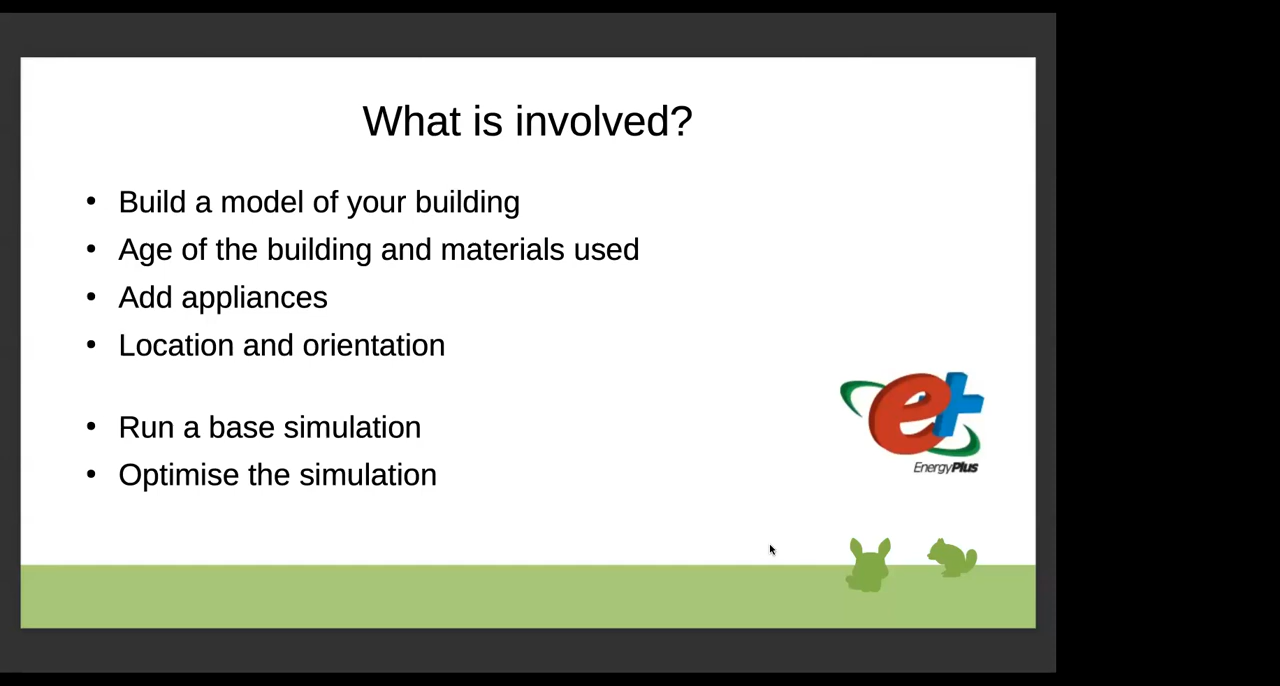 What is involved?
• Build a model of your building
• Age of the building and materials used
• Add appliances
• Location and orientation
• Run a base simulation
• Optimise the simulation
e+
EnergyPlus